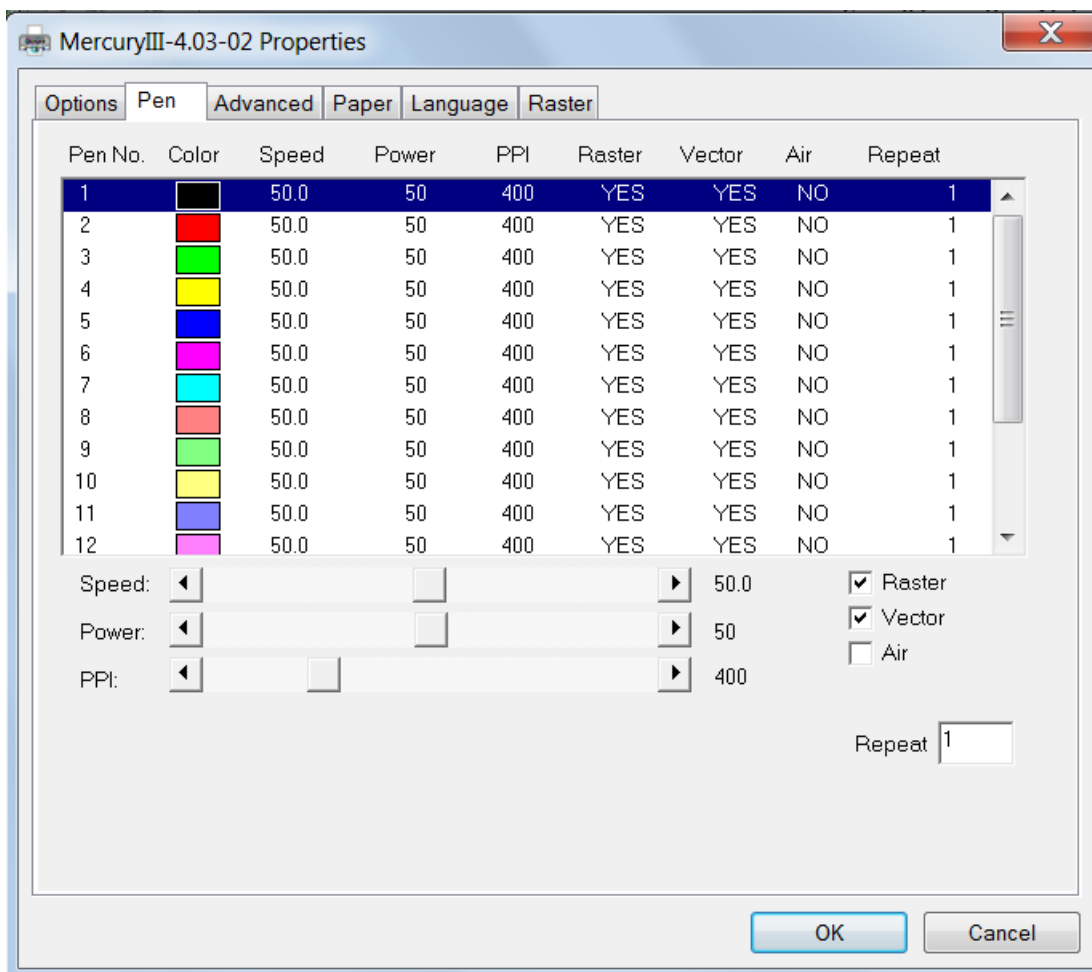 MercuryIII-4.03-02 Properties
Options Pen Advanced Paper Language Raster
Pen No. Color Speed Power PPI Raster Vector Air Repeat
1 50.0 50 400 YES YES NO 1
2 50.0 50 400 YES YES NO 1
3 50.0 50 400 YES YES NO 1
4 50.0 50 400 YES YES NO 1
5 50.0 50 400 YES YES NO 1
6 50.0 50 400 YES YES NO 1
7 50.0 50 400 YES YES NO 1
8 50.0 50 400 YES YES NO 1
9 50.0 50 400 YES YES NO 1
10 50.0 50 400 YES YES NO 1
11 50.0 50 400 YES YES NO 1
12 50.0 50 400 YES YES NO 1
Speed: 50.0 Raster
Power: 50 Vector
PPI: 400 Air
Repeat 1
OK Cancel